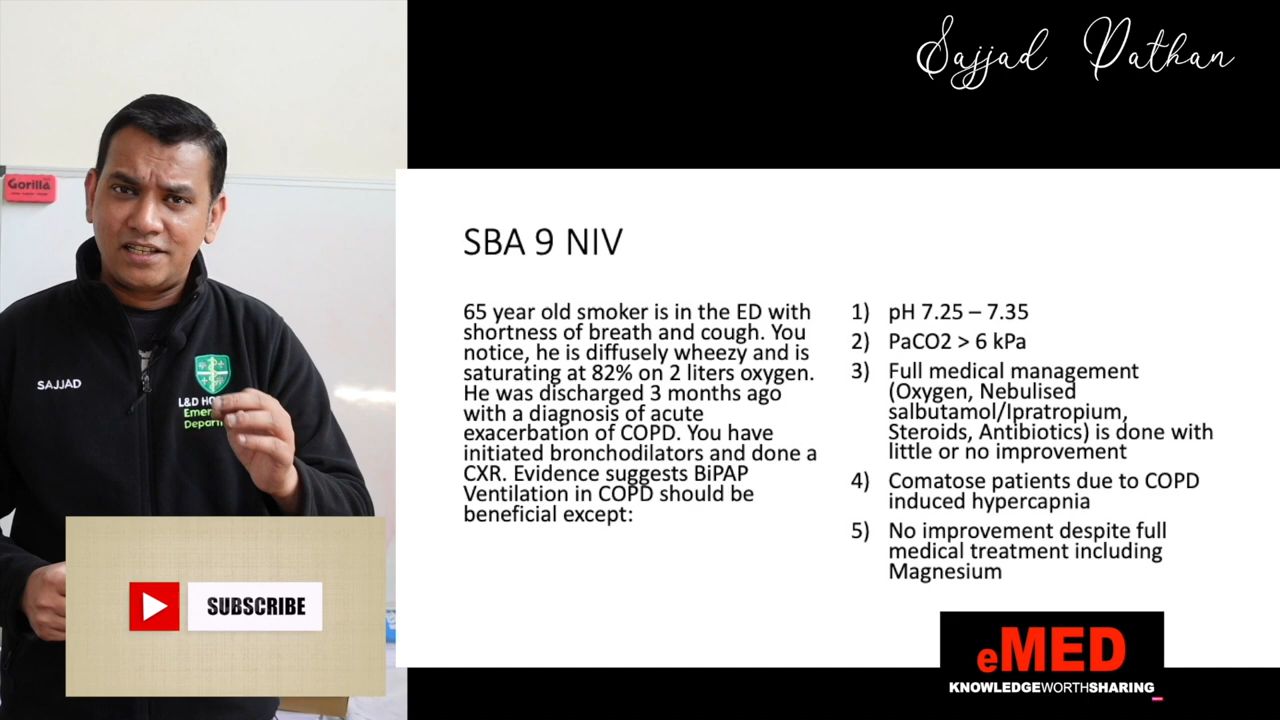 Sajjad Pathan
Gorilla
SAJJAD
L&D HO
Emer
Depart
SUBSCRIBE
SBA 9 NIV
65 year old smoker is in the ED with
shortness of breath and cough. You
notice, he is diffusely wheezy and is
saturating at 82% on 2 liters oxygen.
He was discharged 3 months ago
with a diagnosis of acute
exacerbation of COPD. You have
initiated bronchodilators and done a
CXR. Evidence suggests BiPAP
Ventilation in COPD should be
beneficial except:
1) pH 7.25 – 7.35
2) PaCO2 > 6 kPa
3) Full medical management
(Oxygen, Nebulised
salbutamol/Ipratropium,
Steroids, Antibiotics) is done with
little or no improvement
4) Comatose patients due to COPD
induced hypercapnia
5) No improvement despite full
medical treatment including
Magnesium
eMED
KNOWLEDGEWORTHSHARING